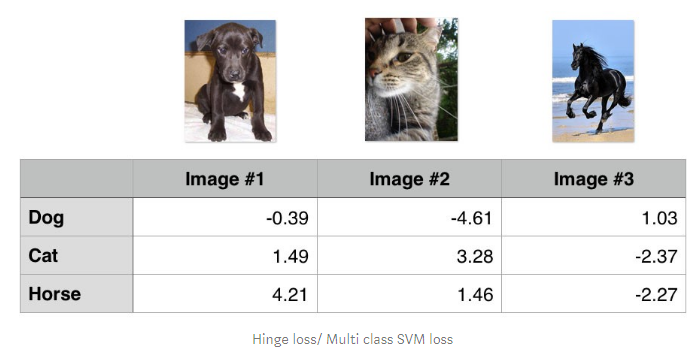 Image #1 Image #2 Image #3
Dog -0.39 -4.61 1.03
Cat 1.49 3.28 -2.37
Horse 4.21 1.46 -2.27
Hinge loss/ Multi class SVM loss